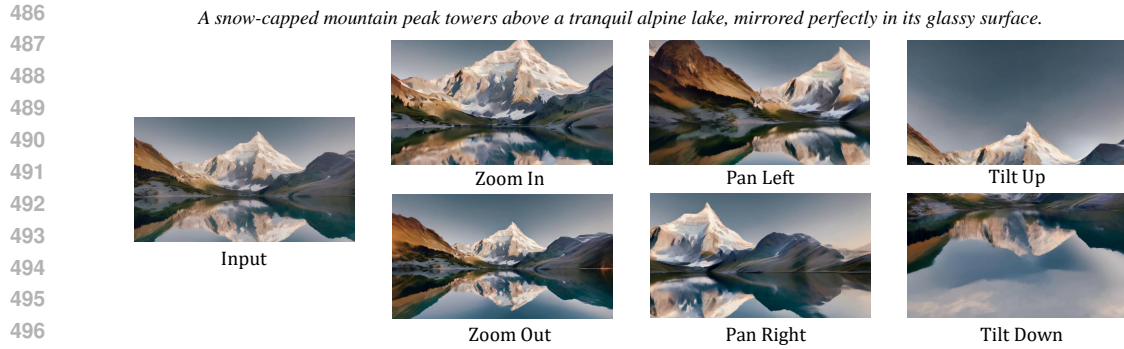 486
A snow-capped mountain peak towers above a tranquil alpine lake, mirrored perfectly in its glassy surface.
487
488
489
490
491
Zoom In
Pan Left
Tilt Up
492
493
Input
494
495
496
Zoom Out
Pan Right
Tilt Down